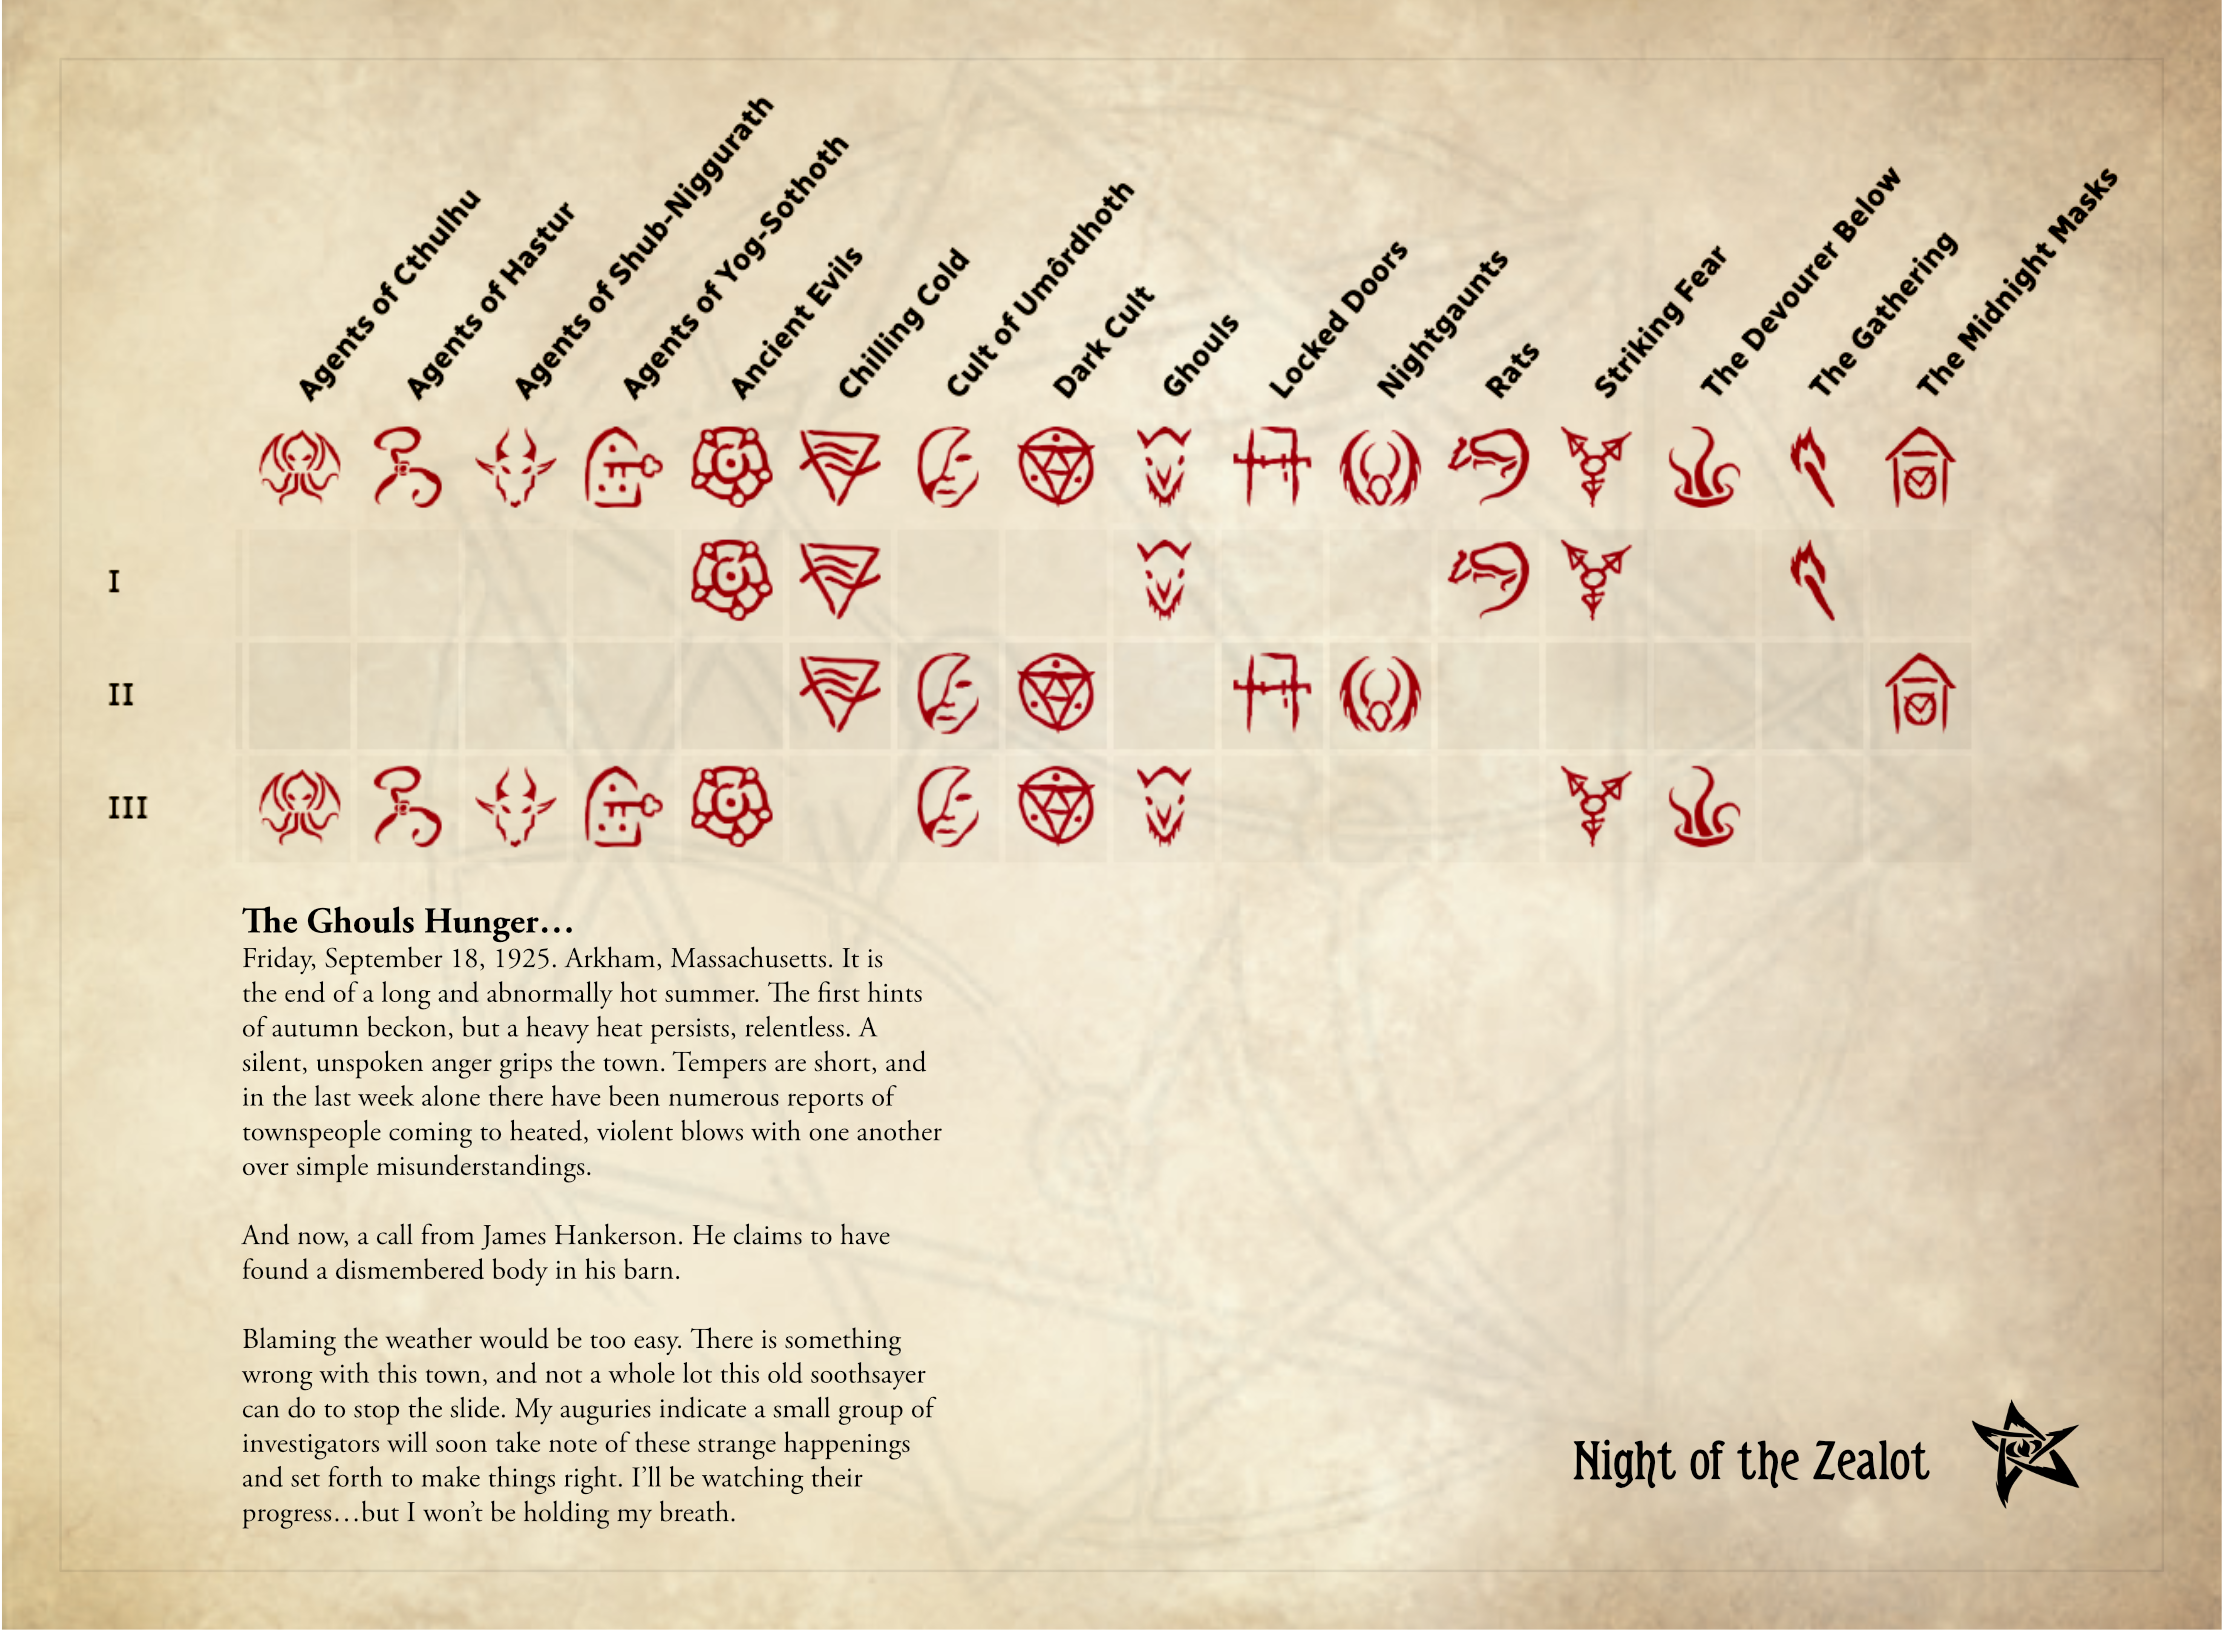 Agents of Cthulhu
Agents of Hastur
Agents of Shub-Niggurath
Agents of Yog-Sothoth
Ancient Evils
Chilling Cold
Cult of Umôrdhoth
Dark Cult
Ghouls
Locked Doors
Nightgaunts
Rats
Striking Fear
The Devourer Below
The Gathering
The Midnight Masks
I
II
III
The Ghouls Hunger…
Friday, September 18, 1925. Arkham, Massachusetts. It is
the end of a long and abnormally hot summer. The first hints
of autumn beckon, but a heavy heat persists, relentless. A
silent, unspoken anger grips the town. Tempers are short, and
in the last week alone there have been numerous reports of
townspeople coming to heated, violent blows with one another
over simple misunderstandings.
And now, a call from James Hankerson. He claims to have
found a dismembered body in his barn.
Blaming the weather would be too easy. There is something
wrong with this town, and not a whole lot this old soothsayer
can do to stop the slide. My auguries indicate a small group of
investigators will soon take note of these strange happenings
and set forth to make things right. I’ll be watching their
progress…but I won’t be holding my breath.
Night of the Zealot